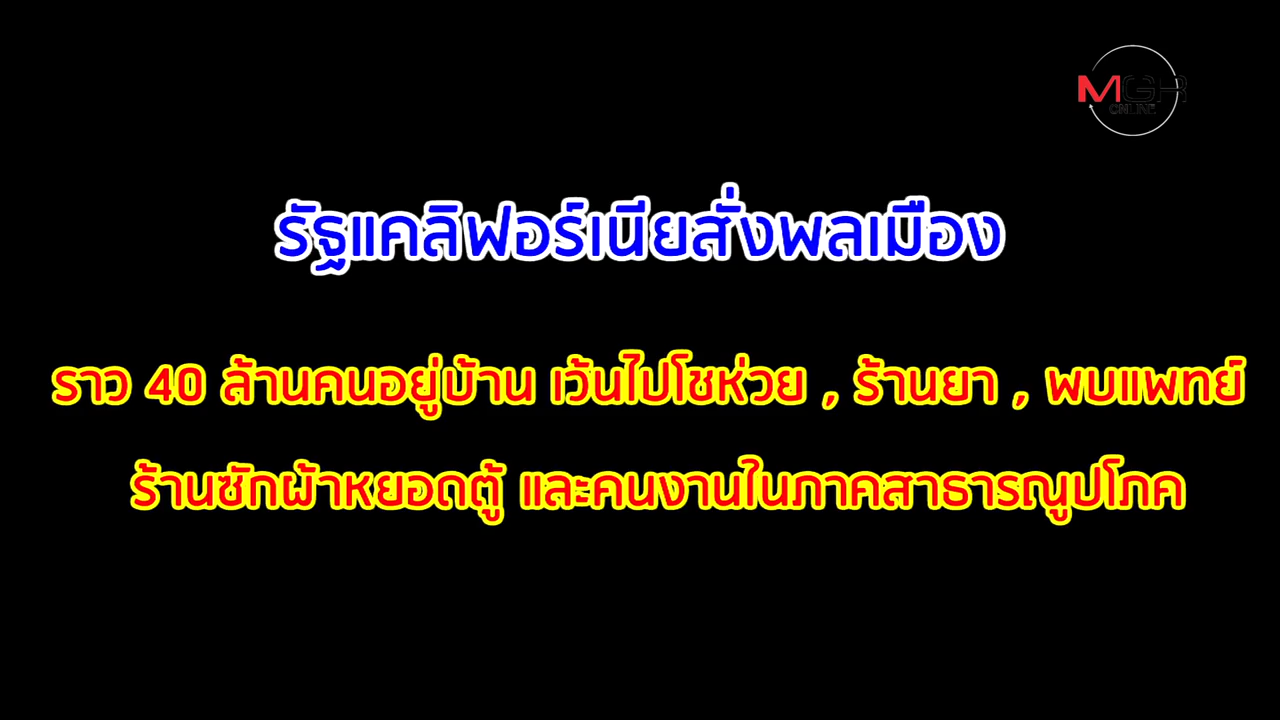 MGR
ONLINE
รัฐแคลิฟอร์เนียสั่งพลเมือง
ราว 40 ล้านคนอยู่บ้าน เว้นไปโชห่วย , ร้านยา , พบแพทย์
ร้านซักผ้าหยอดตู้ และคนงานในภาคสาธารณูปโภค